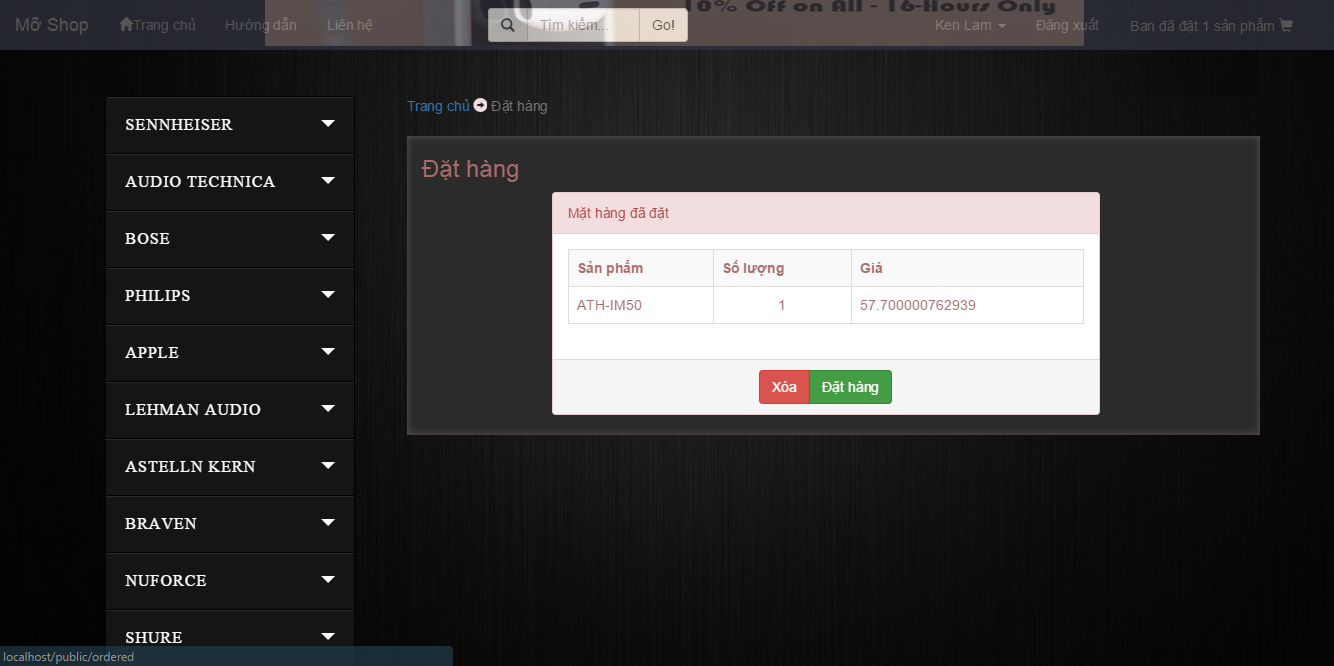 10% Off on All - 16-Hours Only
Mỡ Shop Trang chủ Hướng dẫn Liên hệ Tìm kiếm... Go! Ken Lam Đăng xuất Bạn đã đặt 1 sản phẩm
Trang chủ Đặt hàng
SENNHEISER
AUDIO TECHNICA
BOSE
PHILIPS
APPLE
LEHMAN AUDIO
ASTELLN KERN
BRAVEN
NUFORCE
SHURE
Đặt hàng
Mặt hàng đã đặt
Sản phẩm Số lượng Giá
ATH-IM50 1 57.700000762939
Xóa Đặt hàng
localhost/public/ordered